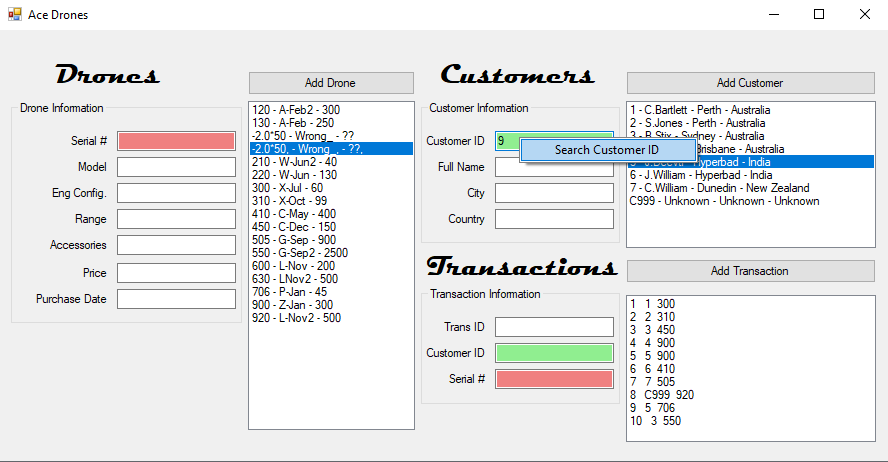 Ace Drones
Drones
Add Drone
Customers
Add Customer
Drone Information
Serial #
Model
Eng Config.
Range
Accessories
Price
Purchase Date
120 - A-Feb2 - 300
130 - A-Feb - 250
-2.0*50 - Wrong_ - ??
-2.0*50, - Wrong_, - ??,
210 - W-Jun2 - 40
220 - W-Jun - 130
300 - X-Jul - 60
310 - X-Oct - 99
410 - C-May - 400
450 - C-Dec - 150
505 - G-Sep - 900
550 - G-Sep2 - 2500
600 - L-Nov - 200
630 - LNov2 - 500
706 - P-Jan - 45
900 - Z-Jan - 300
920 - L-Nov2 - 500
Customer Information
Customer ID 9
Search Customer ID
Full Name
City
Country
1 - C.Bartlett - Perth - Australia
2 - S.Jones - Perth - Australia
3 - B.Stix - Sydney - Australia
Brisbane - Australia
Hyperbad - India
6 - J.William - Hyperbad - India
7 - C.William - Dunedin - New Zealand
C999 - Unknown - Unknown - Unknown
Transactions
Add Transaction
Transaction Information
Trans ID
Customer ID
Serial #
1 1 300
2 2 310
3 3 450
4 4 900
5 5 900
6 6 410
7 7 505
8 C999 920
9 5 706
10 3 550